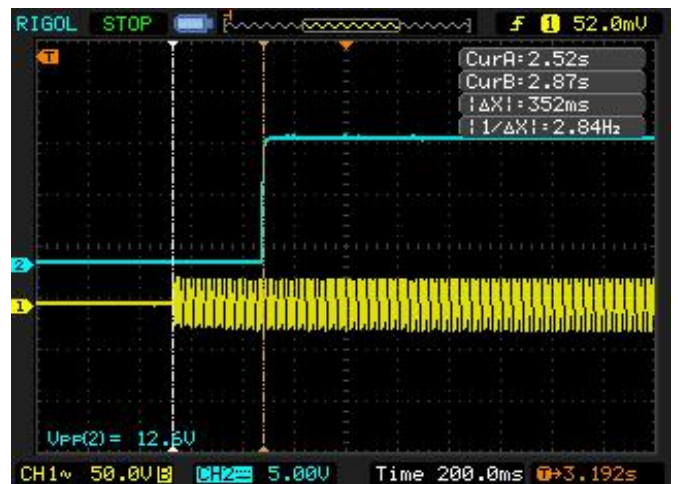 RIGOL STOP 1 52.0mV
T
CurA:2.52s
CurB:2.87s
|ΔX|:352ms
|1/ΔX|:2.84Hz
2
1
VPP(2)= 12.6V
CH1~ 50.0V B CH2 5.00V Time 200.0ms T→3.192s